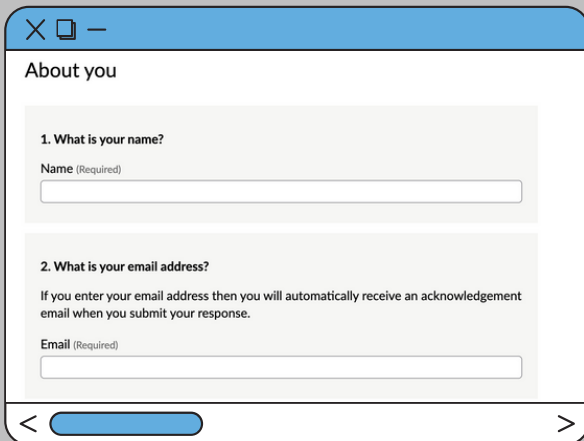 About you
1. What is your name?
Name (Required)
2. What is your email address?
If you enter your email address then you will automatically receive an acknowledgement
email when you submit your response.
Email (Required)